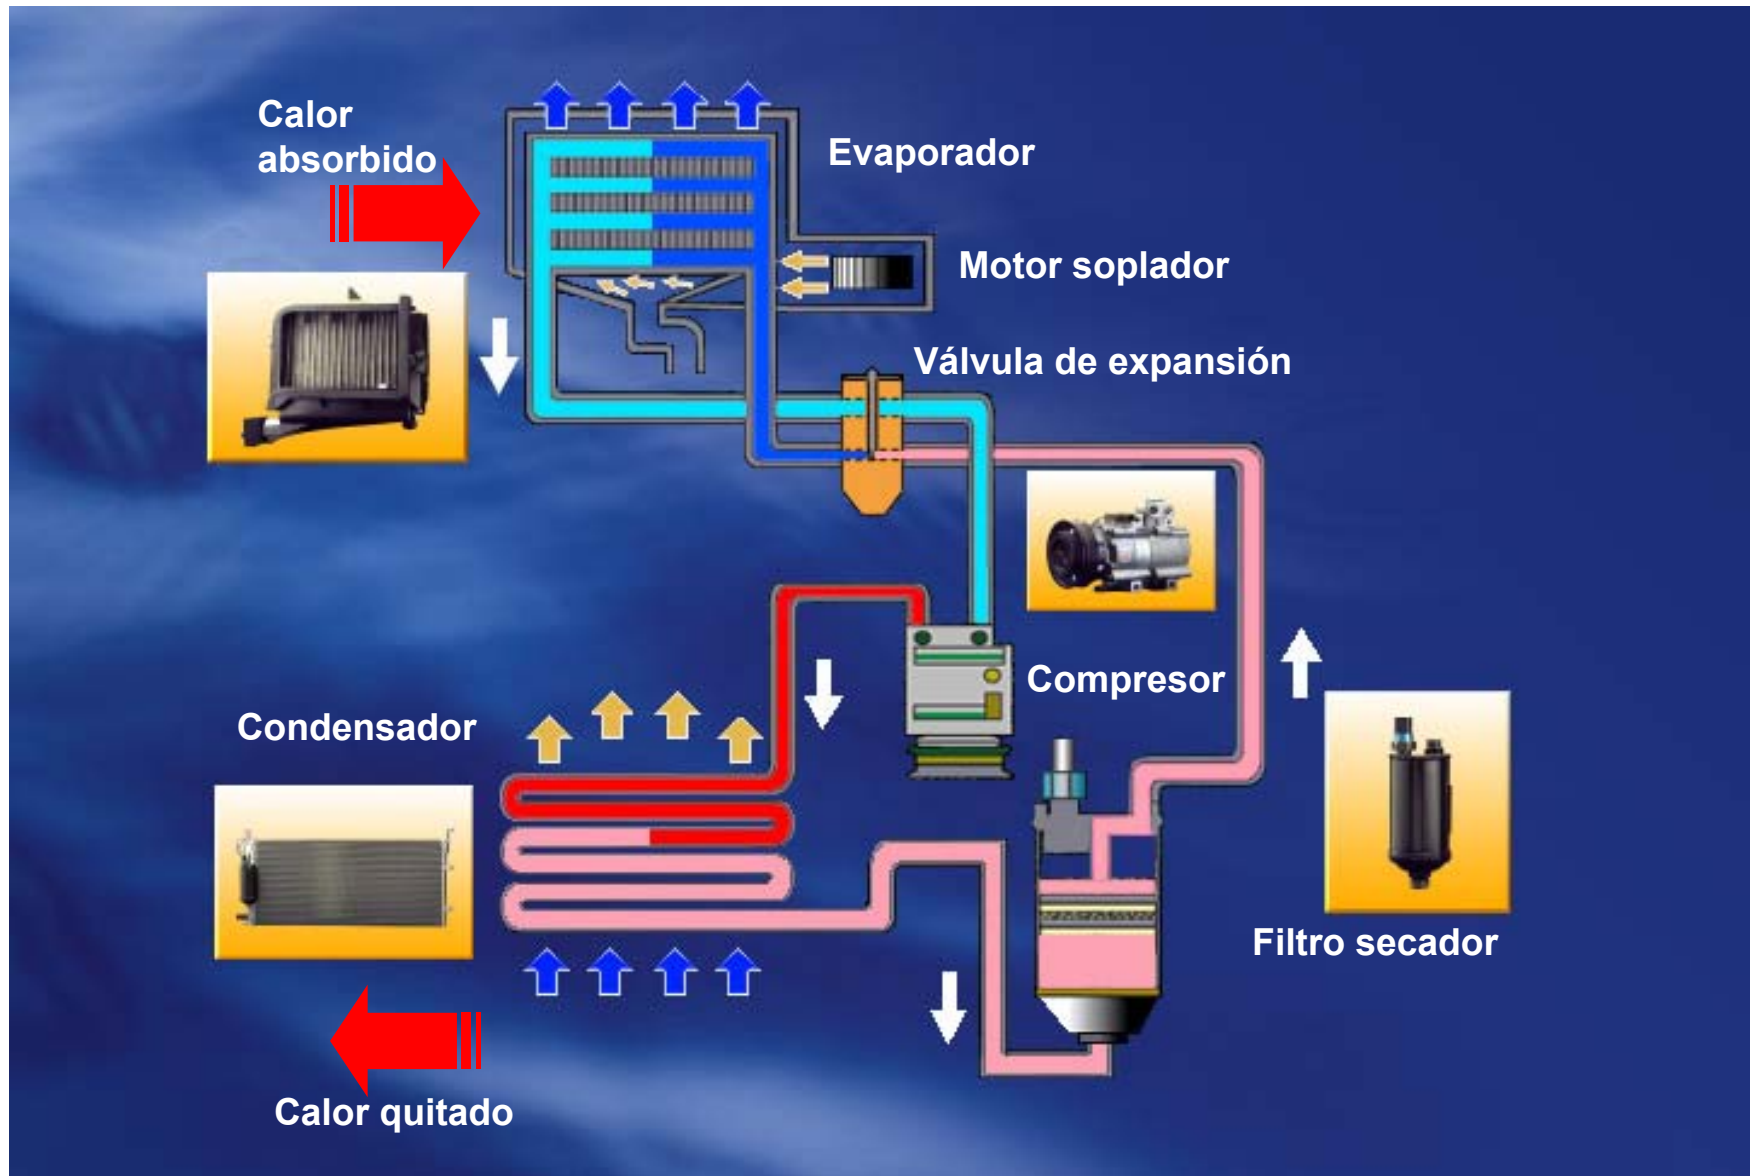 Calor
absorbido
Evaporador
Motor soplador
Válvula de expansión
Compresor
Condensador
Filtro secador
Calor quitado